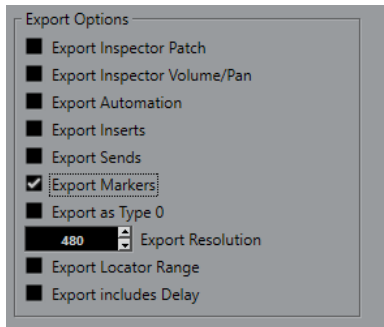 Export Options
Export Inspector Patch
Export Inspector Volume/Pan
Export Automation
Export Inserts
Export Sends
Export Markers
Export as Type 0
480 Export Resolution
Export Locator Range
Export includes Delay